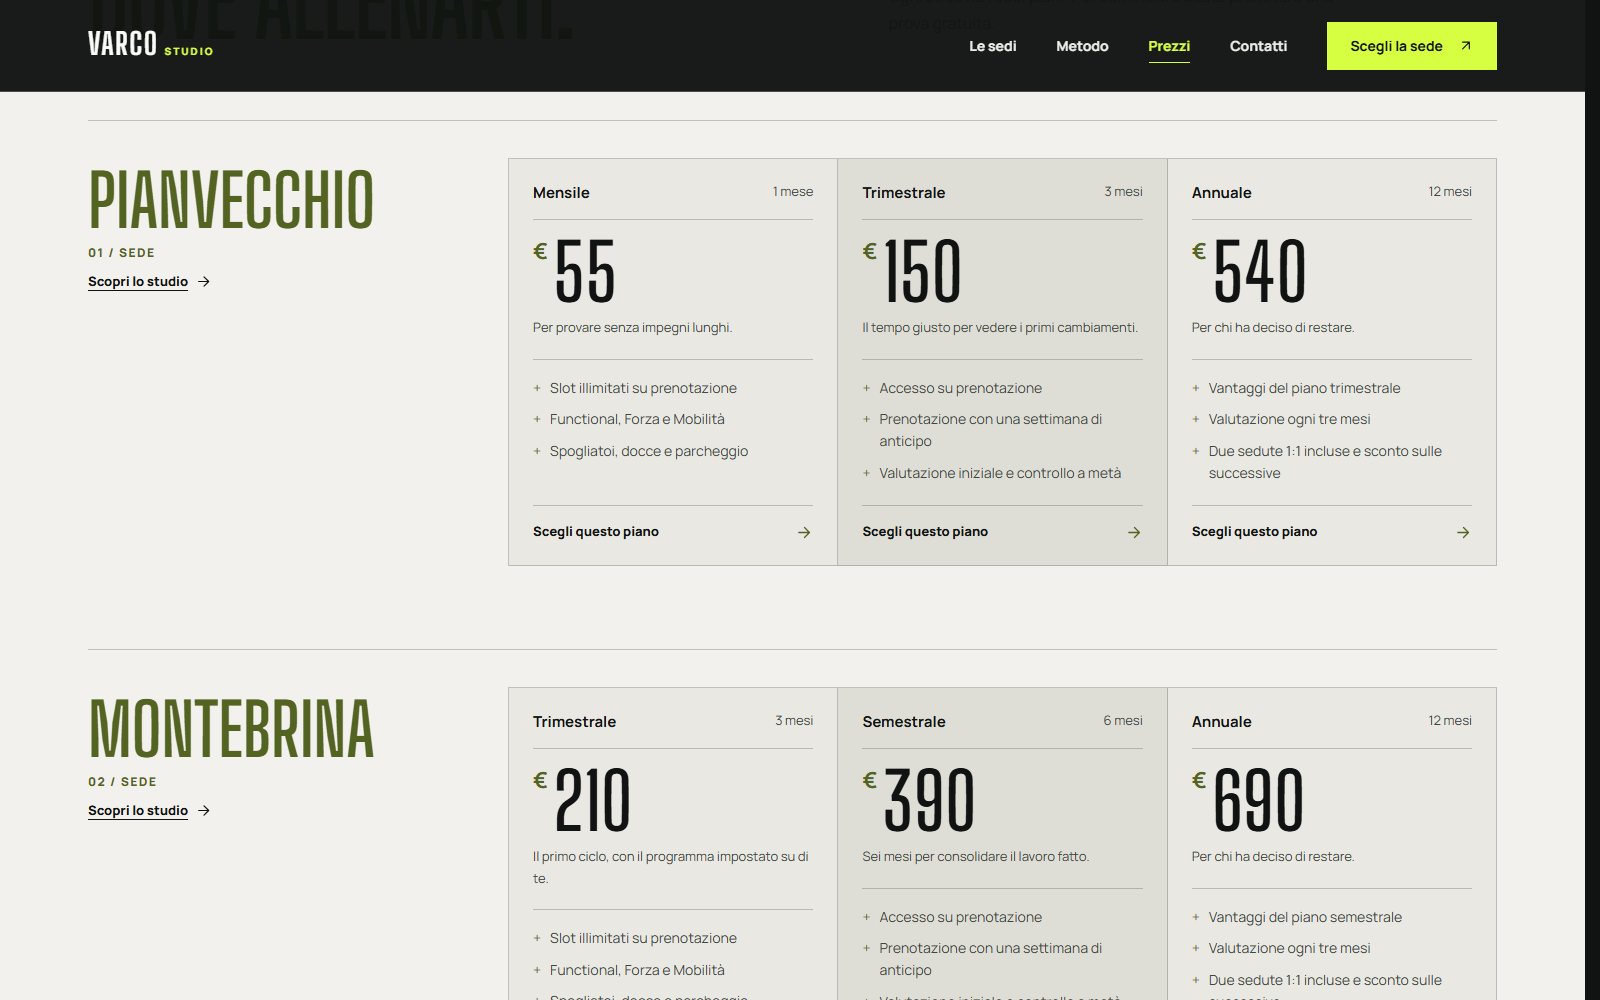 DOVE ALLENARTI.
prova gratuita.
VARCO STUDIO
Le sedi
Metodo
Prezzi
Contatti
Scegli la sede
PIANVECCHIO
01 / SEDE
Scopri lo studio
Mensile
1 mese
€ 55
Per provare senza impegni lunghi.
+ Slot illimitati su prenotazione
+ Functional, Forza e Mobilità
+ Spogliatoi, docce e parcheggio
Scegli questo piano
Trimestrale
3 mesi
€ 150
Il tempo giusto per vedere i primi cambiamenti.
+ Accesso su prenotazione
+ Prenotazione con una settimana di
anticipo
+ Valutazione iniziale e controllo a metà
Scegli questo piano
Annuale
12 mesi
€ 540
Per chi ha deciso di restare.
+ Vantaggi del piano trimestrale
+ Valutazione ogni tre mesi
+ Due sedute 1:1 incluse e sconto sulle
successive
Scegli questo piano
MONTEBRINA
02 / SEDE
Scopri lo studio
Trimestrale
3 mesi
€ 210
Il primo ciclo, con il programma impostato su di
te.
+ Slot illimitati su prenotazione
+ Functional, Forza e Mobilità
Semestrale
6 mesi
€ 390
Sei mesi per consolidare il lavoro fatto.
+ Accesso su prenotazione
+ Prenotazione con una settimana di
anticipo
Annuale
12 mesi
€ 690
Per chi ha deciso di restare.
+ Vantaggi del piano semestrale
+ Valutazione ogni tre mesi
+ Due sedute 1:1 incluse e sconto sulle